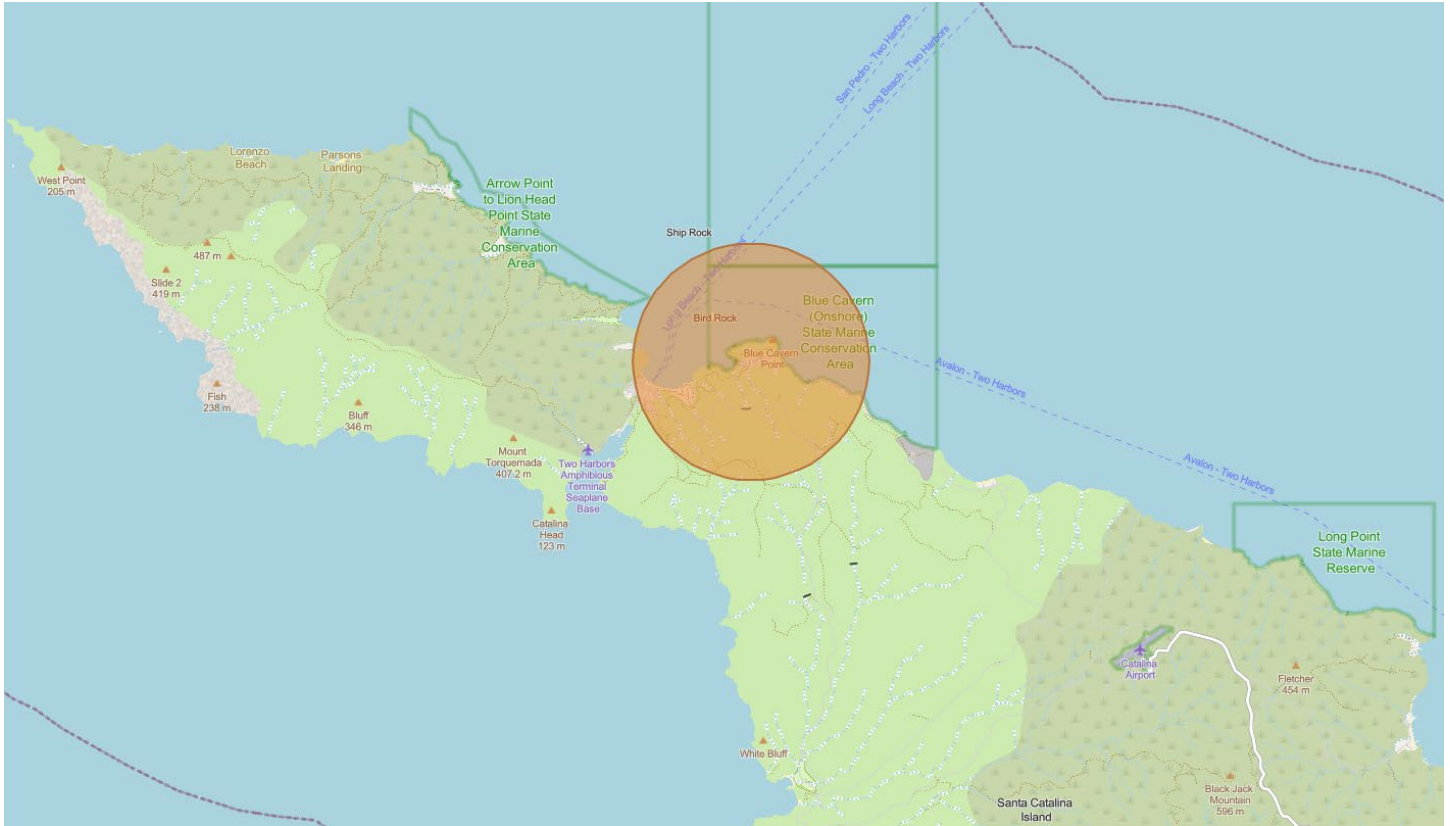 San Pedro - Two Harbors
Long Beach - Two Harbors
Lorenzo
Beach
Parsons
Landing
West Point
205 m
Arrow Point
to Lion Head
Point State
Marine
Conservation
Area
Ship Rock
487 m
Slide 2
419 m
Long Beach - Two Harbors
Bird Rock
Blue Cavern
(Onshore)
State Marine
Conservation
Area
Blue Cavern
Point
Avalon - Two Harbors
Fish
238 m
Bluff
346 m
Mount
Torquemada
407.2 m
Two Harbors
Amphibious
Terminal
Seaplane
Base
Catalina
Head
123 m
Avalon - Two Harbors
Long Point
State Marine
Reserve
Catalina
Airport
Fletcher
454 m
White Bluff
Black Jack
Mountain
596 m
Santa Catalina
Island